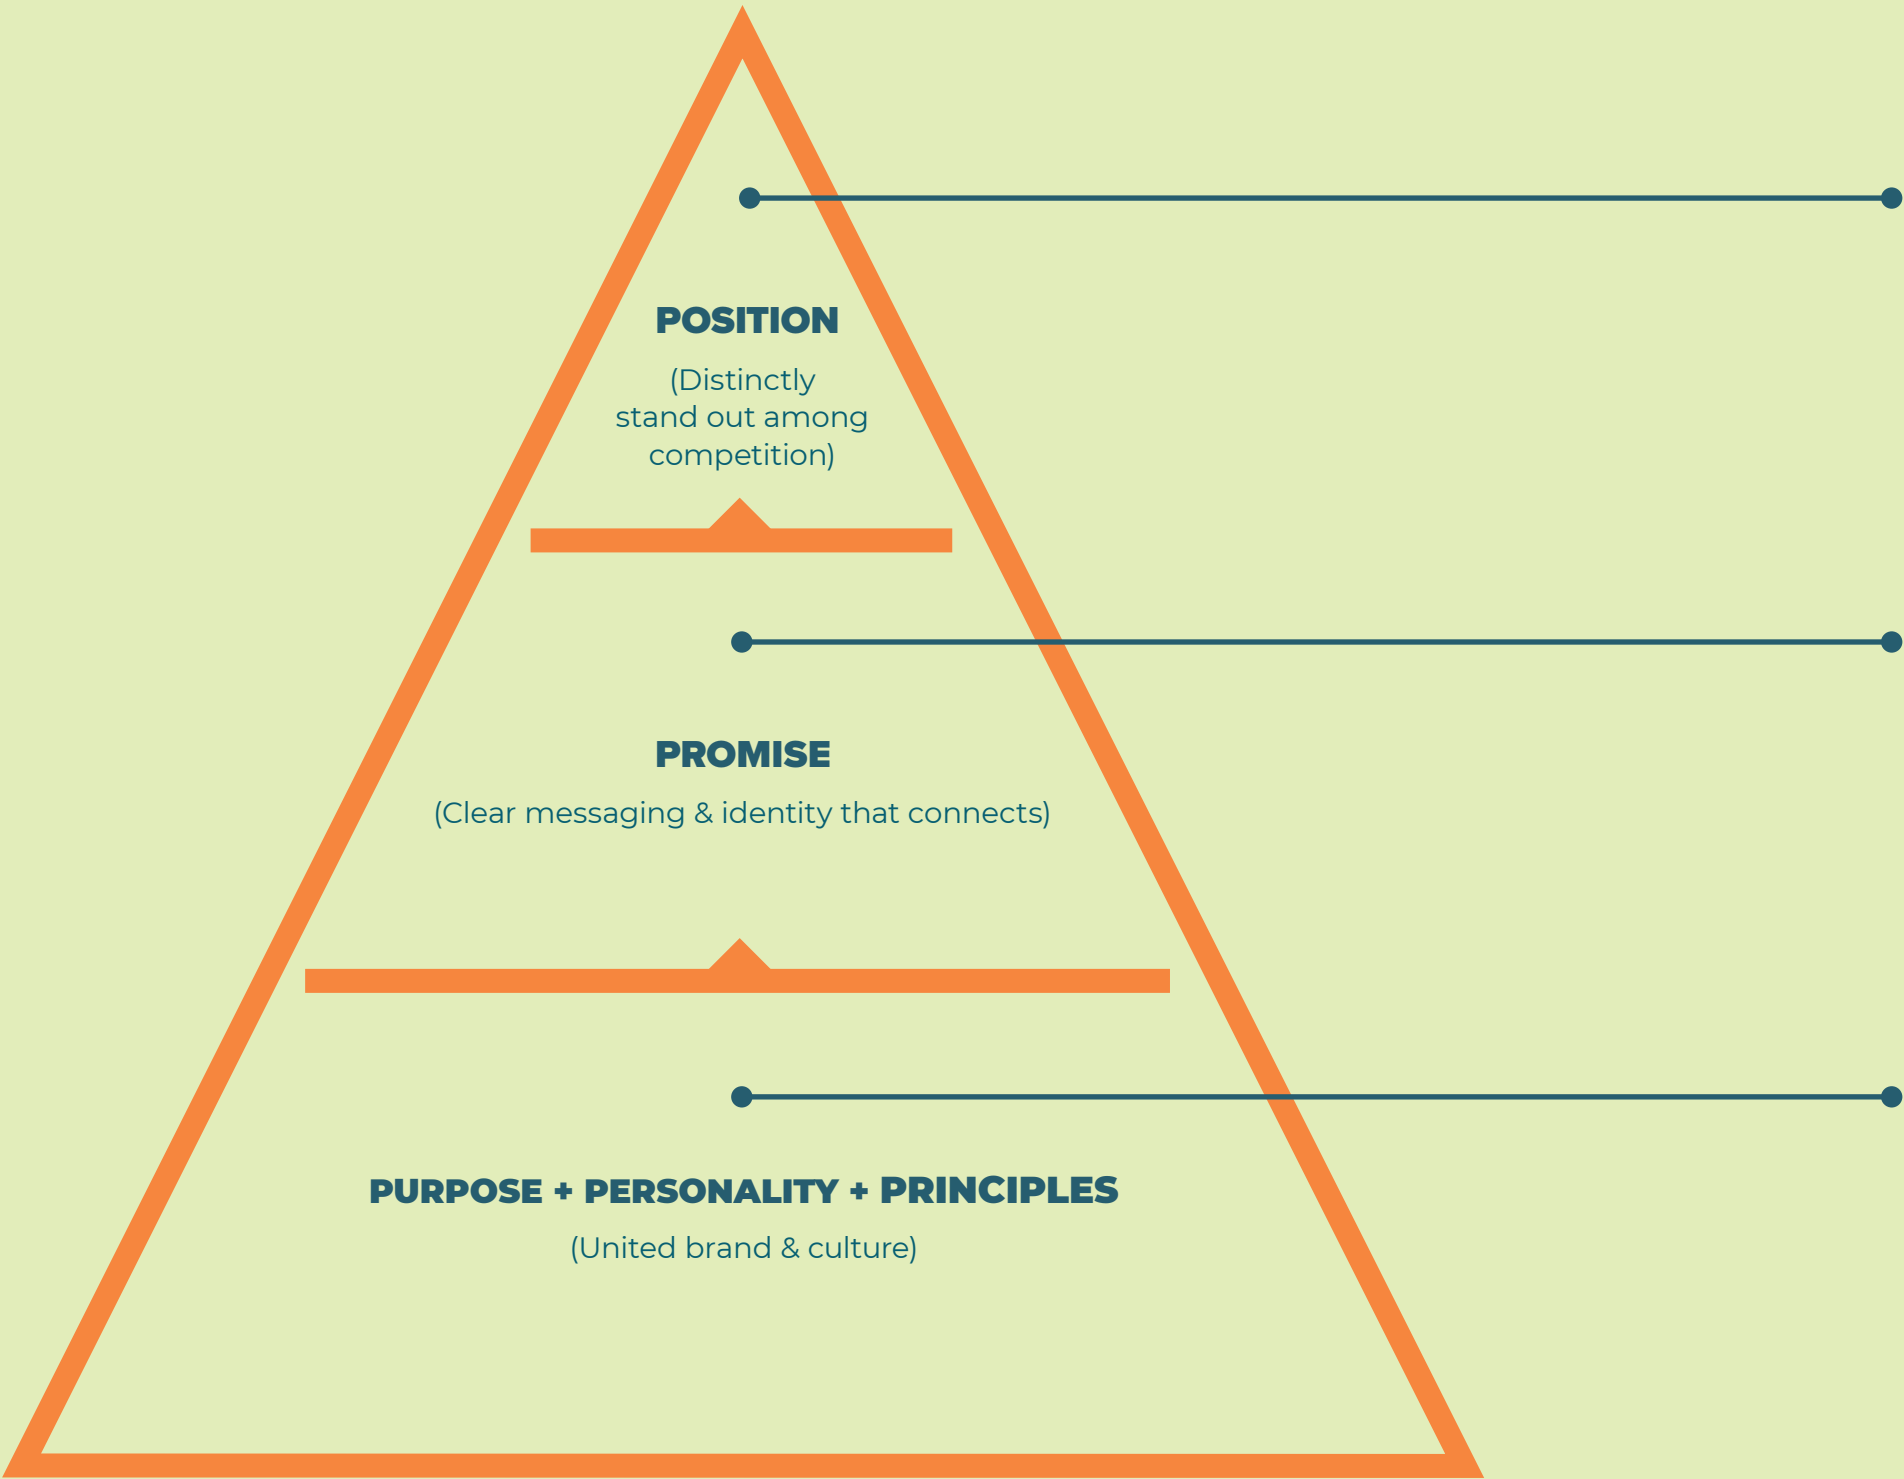 POSITION
(Distinctly
stand out among
competition)
PROMISE
(Clear messaging & identity that connects)
PURPOSE + PERSONALITY + PRINCIPLES
(United brand & culture)